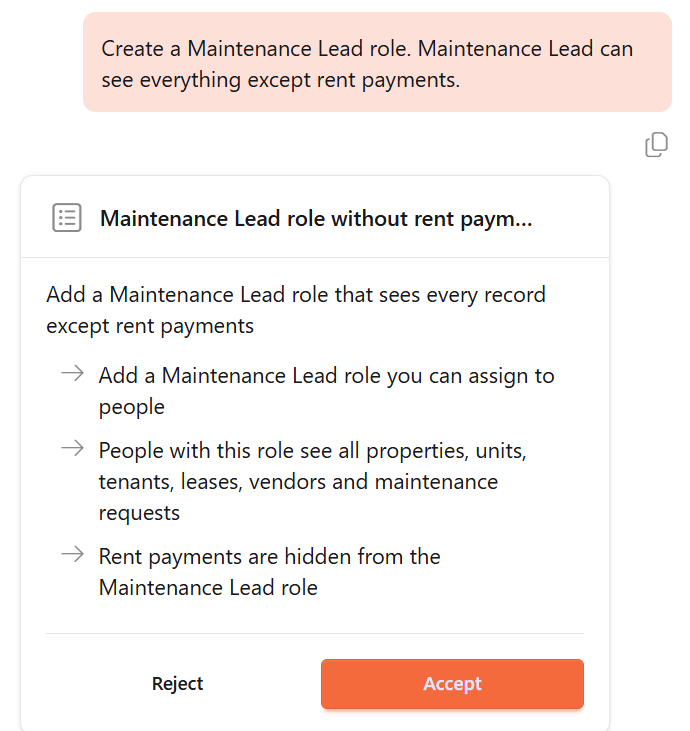 Create a Maintenance Lead role. Maintenance Lead can
see everything except rent payments.
Maintenance Lead role without rent paym...
Add a Maintenance Lead role that sees every record
except rent payments
Add a Maintenance Lead role you can assign to
people
People with this role see all properties, units,
tenants, leases, vendors and maintenance
requests
Rent payments are hidden from the
Maintenance Lead role
Reject
Accept